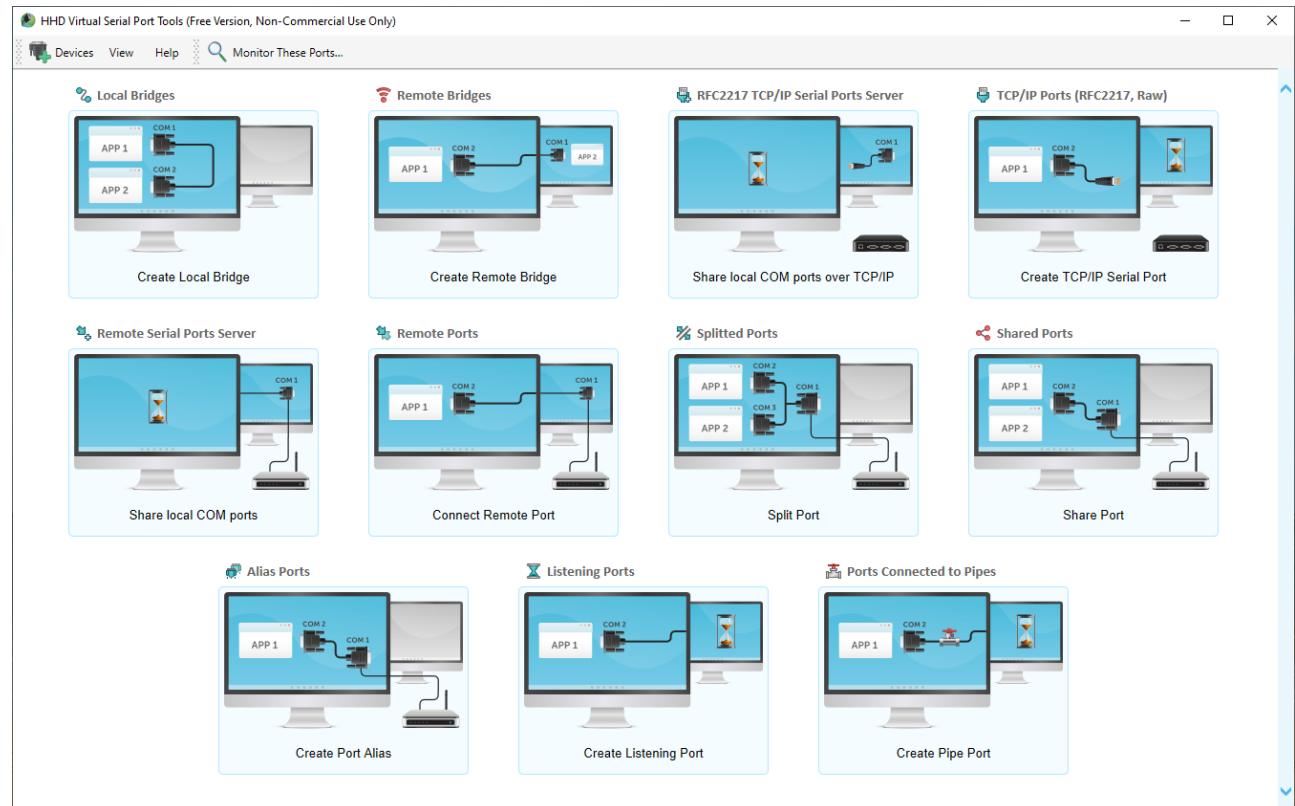 HHD Virtual Serial Port Tools (Free Version, Non-Commercial Use Only)
Devices View Help Monitor These Ports...
Local Bridges
COM 1
APP 1
COM 2
APP 2
Create Local Bridge
Remote Bridges
COM 2
COM 1
APP 1
APP 2
Create Remote Bridge
RFC2217 TCP/IP Serial Ports Server
COM 1
Share local COM ports over TCP/IP
TCP/IP Ports (RFC2217, Raw)
COM 2
APP 1
Create TCP/IP Serial Port
Remote Serial Ports Server
COM 1
Share local COM ports
Remote Ports
COM 2
COM 1
APP 1
Connect Remote Port
Splitted Ports
COM 2
APP 1
COM 1
COM 3
APP 2
Split Port
Shared Ports
APP 1
COM 2
COM 1
APP 2
Share Port
Alias Ports
COM 2
APP 1
COM 1
Create Port Alias
Listening Ports
COM 2
APP 1
Create Listening Port
Ports Connected to Pipes
COM 2
APP 1
Create Pipe Port